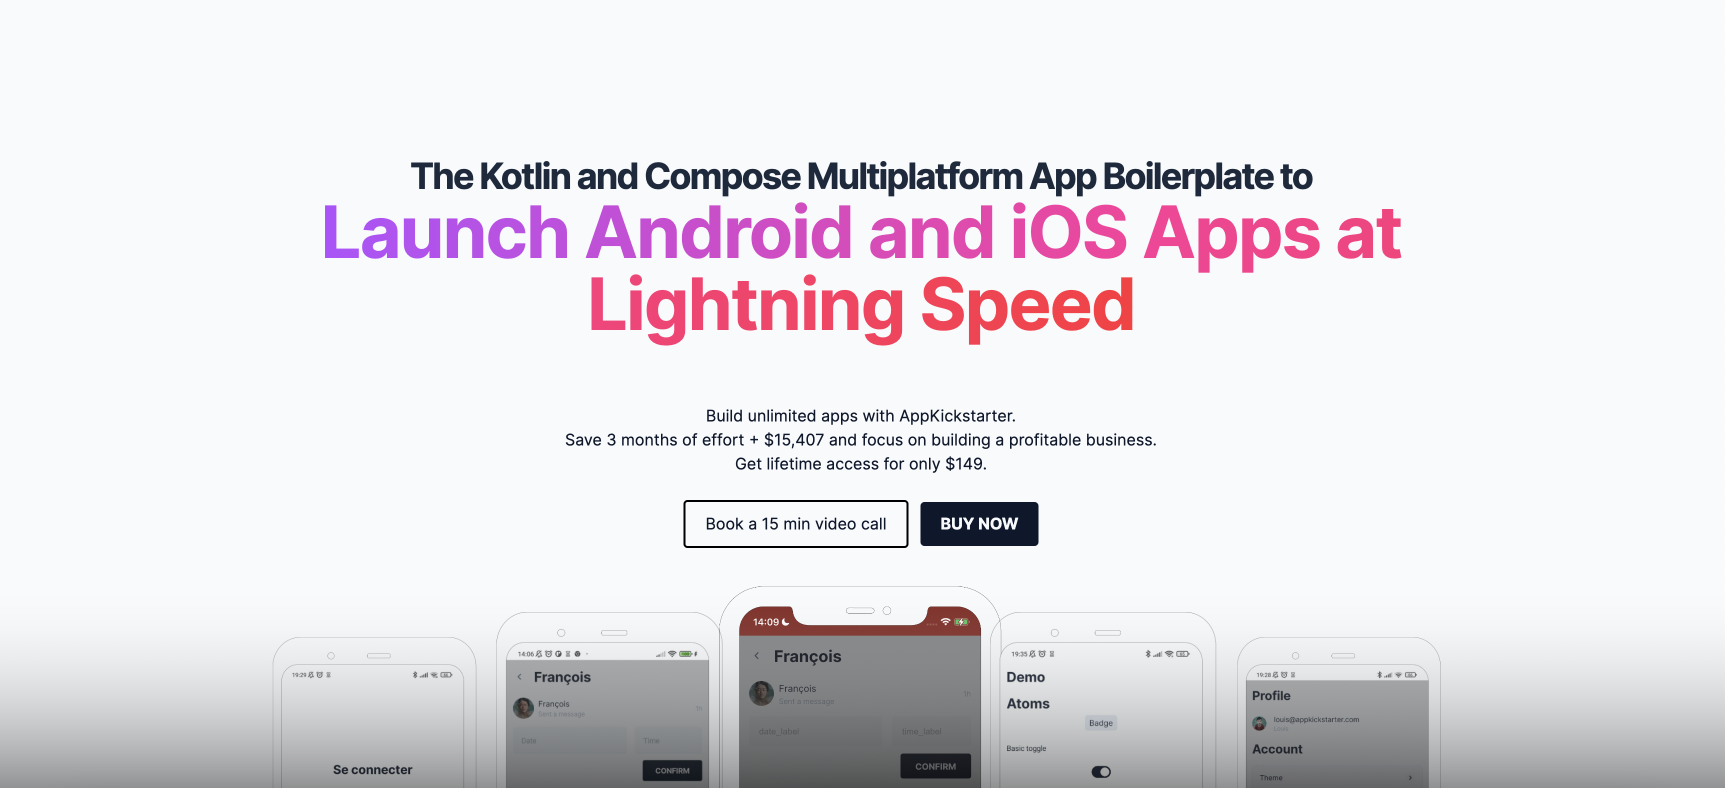 The Kotlin and Compose Multiplatform App Boilerplate to
Launch Android and iOS Apps at
Lightning Speed
Build unlimited apps with AppKickstarter.
Save 3 months of effort + $15,407 and focus on building a profitable business.
Get lifetime access for only $149.
Book a 15 min video call
BUY NOW
19:29
Se connecter
14:06
François
François
Sent a message
1h
Date
Time
CONFIRM
14:09
François
François
Sent a message
1h
date_label
time_label
CONFIRM
19:35
Demo
Atoms
Badge
Basic toggle
19:28
Profile
louis@appkickstarter.com
Account
Theme